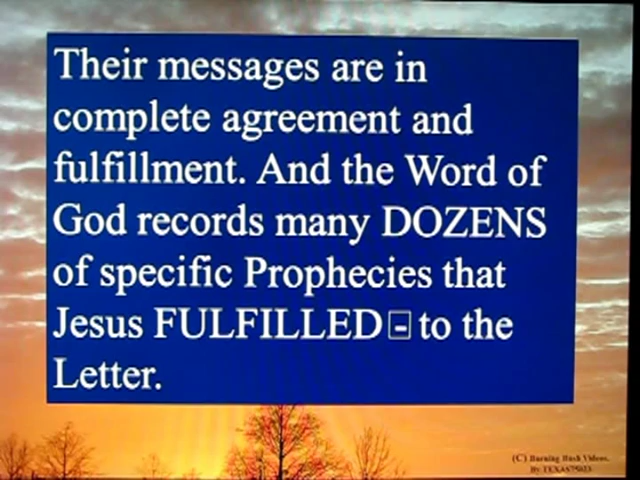 Their messages are in
complete agreement and
fulfillment. And the Word of
God records many DOZENS
of specific Prophecies that
Jesus FULFILLED - to the
Letter.
(C) Burning Bush Videos.
By